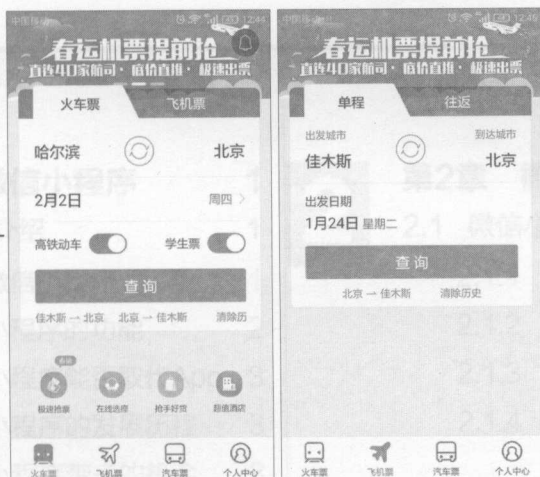 中国移动 12:46
春运机票提前抢
直连40家航司·底价直推·极速出票
火车票 飞机票
哈尔滨 北京
2月2日 周四
高铁动车 学生票
查询
佳木斯 — 北京 北京 — 佳木斯 清除历
极速抢票 在线选座 抢手好货 超值酒店
火车票 飞机票 汽车票 个人中心
春运机票提前抢
直连40家航司·底价直推·极速出票
单程 往返
出发城市 到达城市
佳木斯 北京
出发日期
1月24日 星期二
查询
北京 — 佳木斯 清除历史
火车票 飞机票 汽车票 个人中心